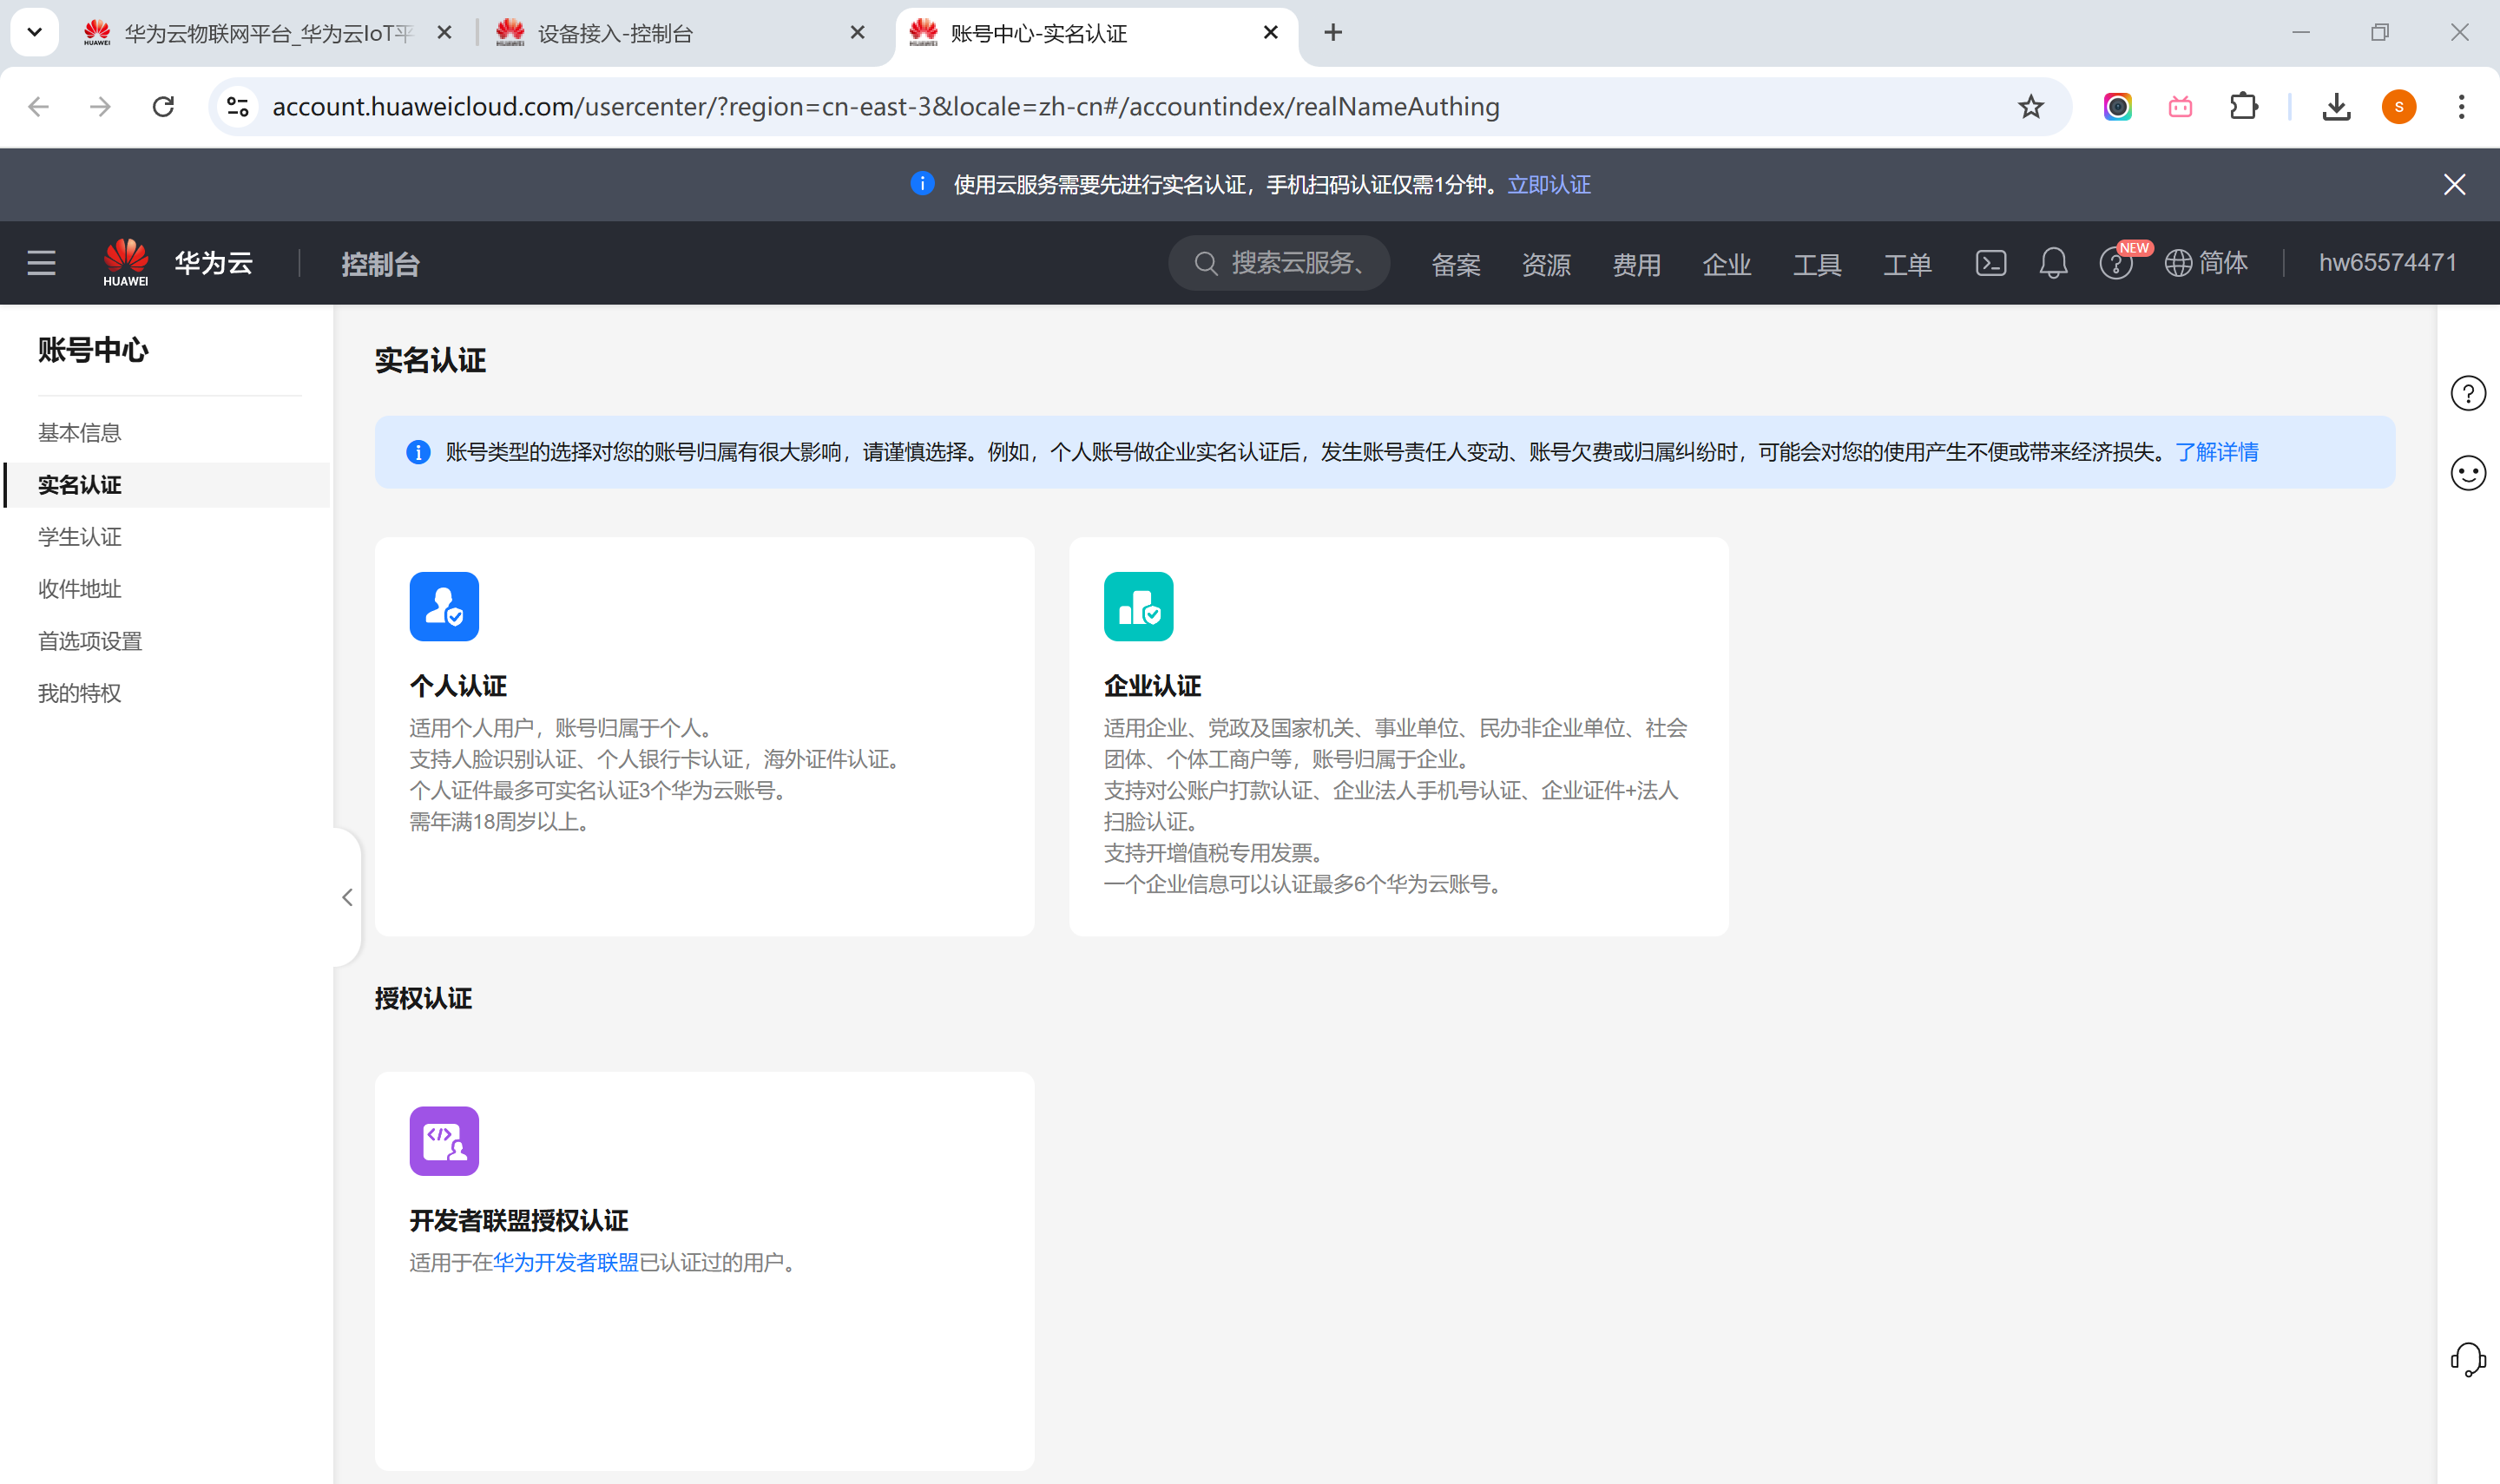 华为云物联网平台_华为云IoT平
设备接入-控制台
账号中心-实名认证
account.huaweicloud.com/usercenter/?region=cn-east-3&locale=zh-cn#/accountindex/realNameAuthing
s
使用云服务需要先进行实名认证，手机扫码认证仅需1分钟。立即认证
HUAWEI
华为云
控制台
搜索云服务、
备案
资源
费用
企业
工具
工单
NEW
简体
hw65574471
账号中心
基本信息
实名认证
学生认证
收件地址
首选项设置
我的特权
实名认证
账号类型的选择对您的账号归属有很大影响，请谨慎选择。例如，个人账号做企业实名认证后，发生账号责任人变动、账号欠费或归属纠纷时，可能会对您的使用产生不便或带来经济损失。了解详情
个人认证
适用个人用户，账号归属于个人。
支持人脸识别认证、个人银行卡认证，海外证件认证。
个人证件最多可实名认证3个华为云账号。
需年满18周岁以上。
企业认证
适用企业、党政及国家机关、事业单位、民办非企业单位、社会
团体、个体工商户等，账号归属于企业。
支持对公账户打款认证、企业法人手机号认证、企业证件+法人
扫脸认证。
支持开增值税专用发票。
一个企业信息可以认证最多6个华为云账号。
授权认证
开发者联盟授权认证
适用于在华为开发者联盟已认证过的用户。